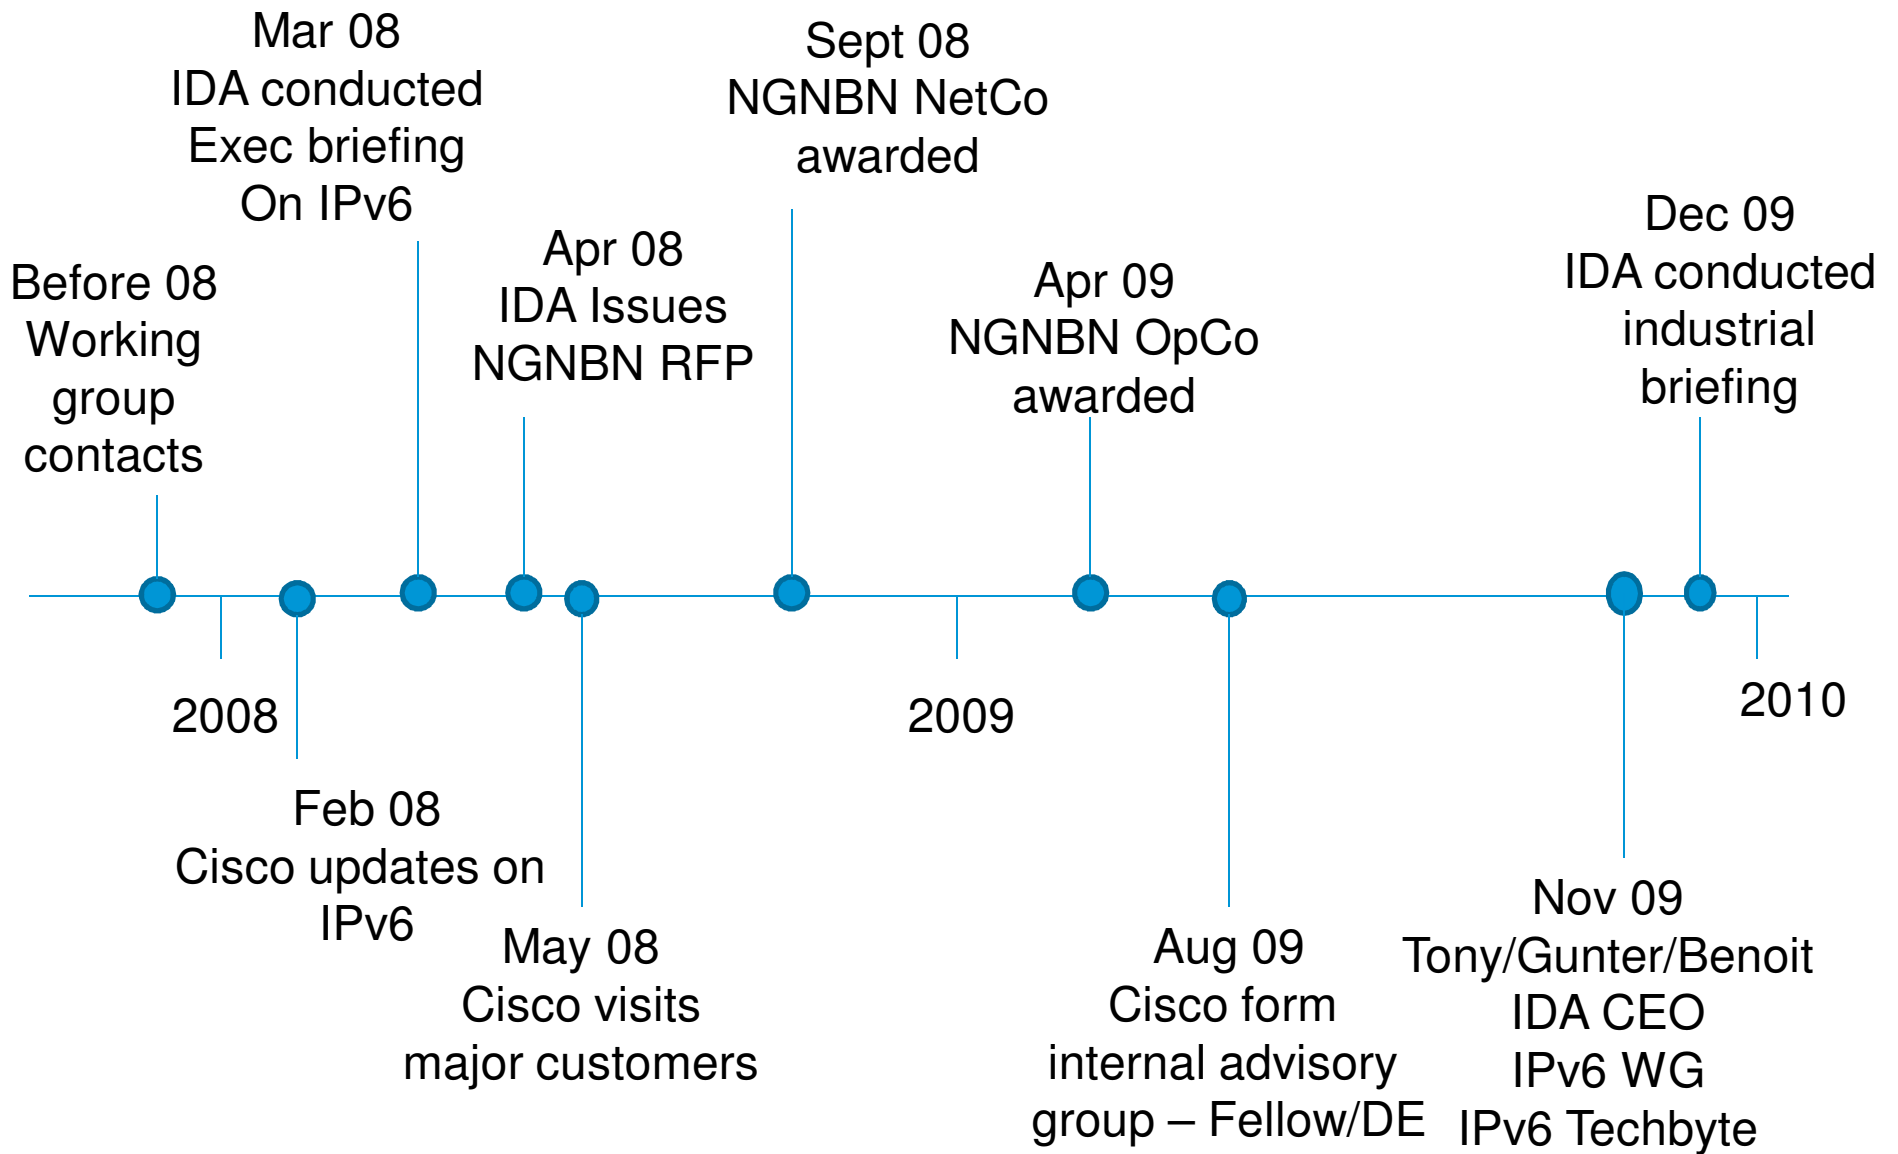 Mar 08
IDA conducted
Exec briefing
On IPv6
Sept 08
NGNBN NetCo
awarded
Before 08
Working
group
contacts
Apr 08
IDA Issues
NGNBN RFP
Apr 09
NGNBN OpCo
awarded
Dec 09
IDA conducted
industrial
briefing
2008
2009
2010
Feb 08
Cisco updates on
IPv6
May 08
Cisco visits
major customers
Aug 09
Cisco form
internal advisory
group – Fellow/DE
Nov 09
Tony/Gunter/Benoit
IDA CEO
IPv6 WG
IPv6 Techbyte